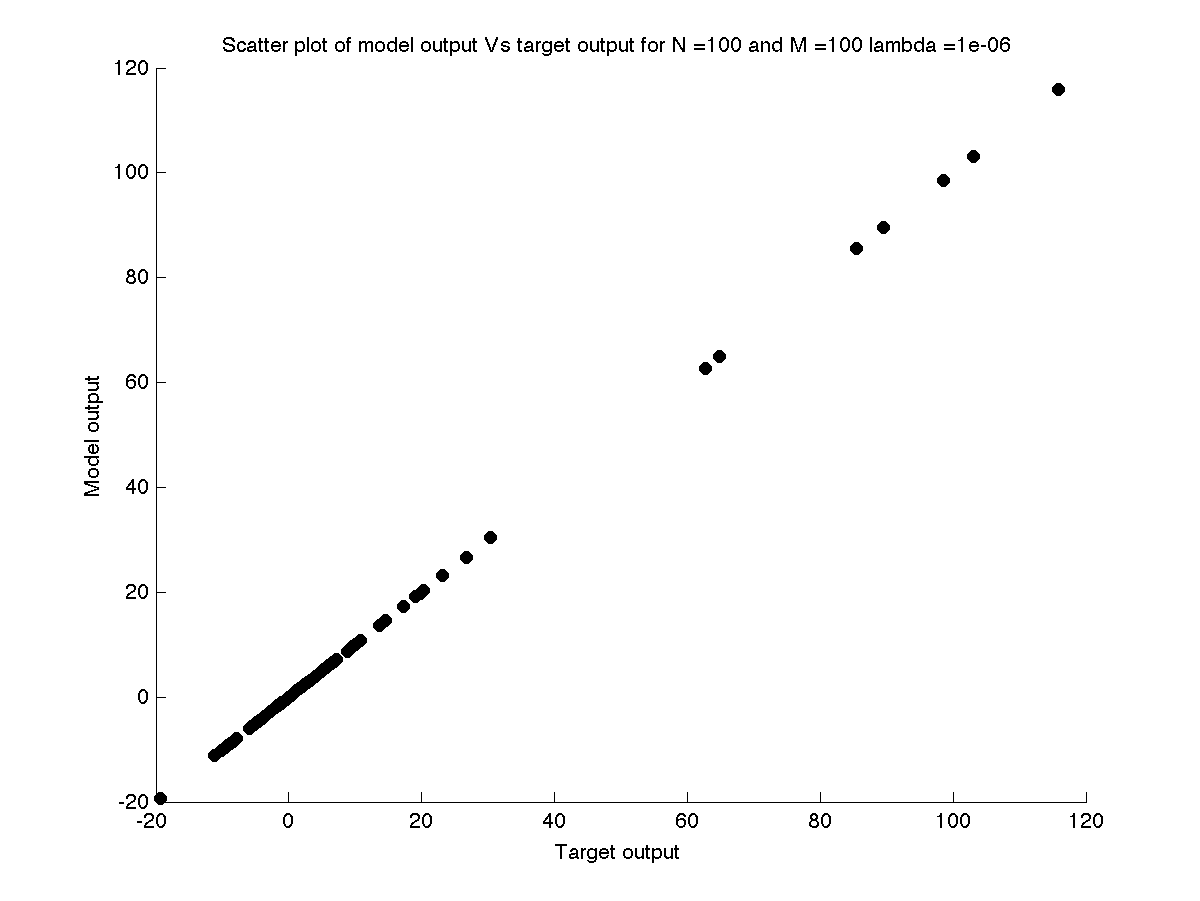 Scatter plot of model output Vs target output for N =100 and M =100 lambda =1e-06
120
100
80
60
40
20
0
-20
Model output
-20 0 20 40 60 80 100 120
Target output